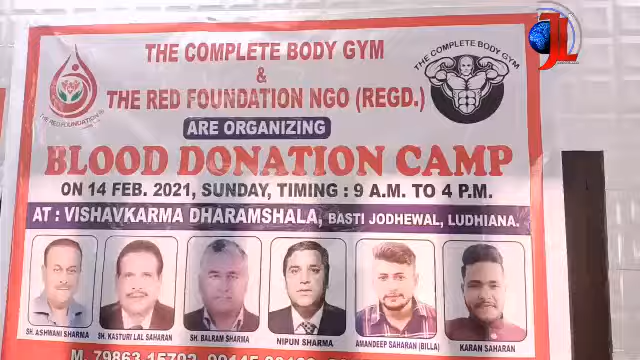 THE COMPLETE BODY GYM
&
THE RED FOUNDATION NGO (REGD.)
THE RED FOUNDATION
THE COMPLETE BODY GYM
JL
ARE ORGANIZING
BLOOD DONATION CAMP
ON 14 FEB. 2021, SUNDAY, TIMING : 9 A.M. TO 4 P.M.
AT : VISHAVKARMA DHARAMSHALA, BASTI JODHEWAL, LUDHIANA.
SH. ASHWANI SHARMA
SH. KASTURI LAL SAHARAN
SH. BALRAM SHARMA
NIPUN SHARMA
AMANDEEP SAHARAN (BILLA)
KARAN SAHARAN
M.